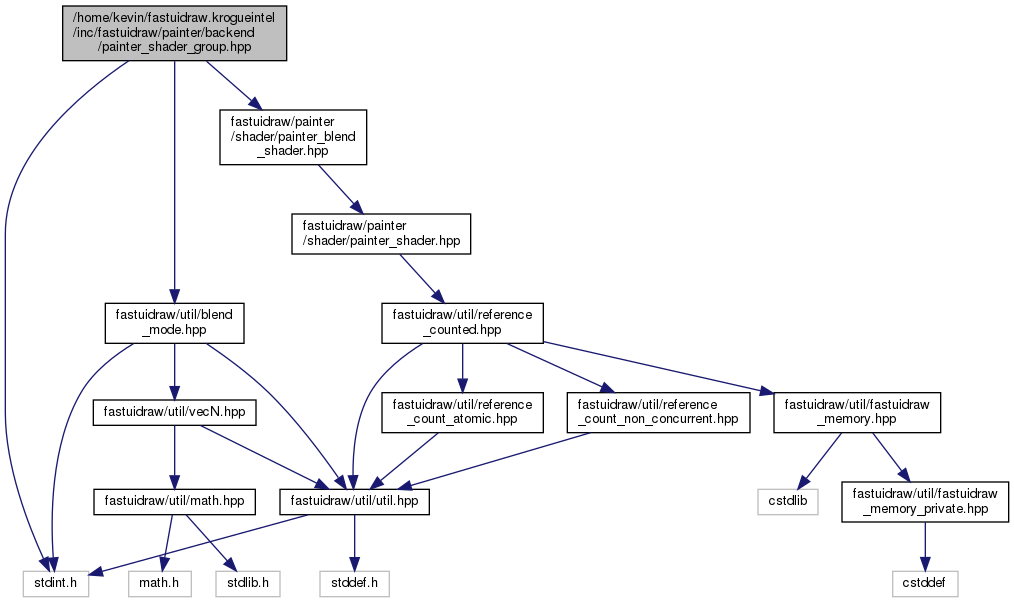 /home/kevin/fastuidraw.krogueintel
/inc/fastuidraw/painter/backend
/painter_shader_group.hpp
fastuidraw/painter
/shader/painter_blend
_shader.hpp
fastuidraw/painter
/shader/painter_shader.hpp
fastuidraw/util/blend
_mode.hpp
fastuidraw/util/reference
_counted.hpp
fastuidraw/util/vecN.hpp
fastuidraw/util/reference
_count_atomic.hpp
fastuidraw/util/reference
_count_non_concurrent.hpp
fastuidraw/util/fastuidraw
_memory.hpp
fastuidraw/util/math.hpp
fastuidraw/util/util.hpp
cstdlib
fastuidraw/util/fastuidraw
_memory_private.hpp
stdint.h
math.h
stdlib.h
stddef.h
cstddef